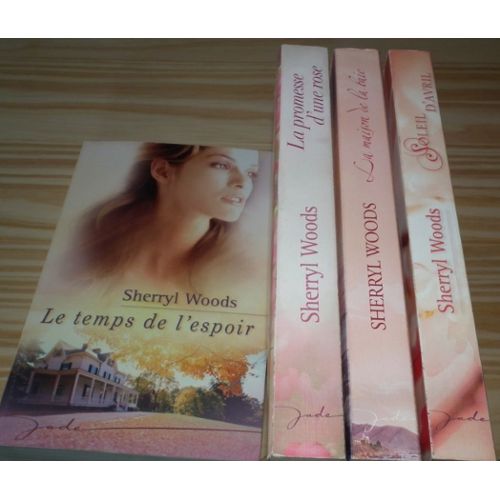 Sherryl Woods
Le temps de l'espoir
Jade
La promesse
d'une rose
Sherryl Woods
Jade
La maison de la baie
SHERRYL WOODS
Jade
SOLEIL
D'AVRIL
Sherryl Woods
Jade